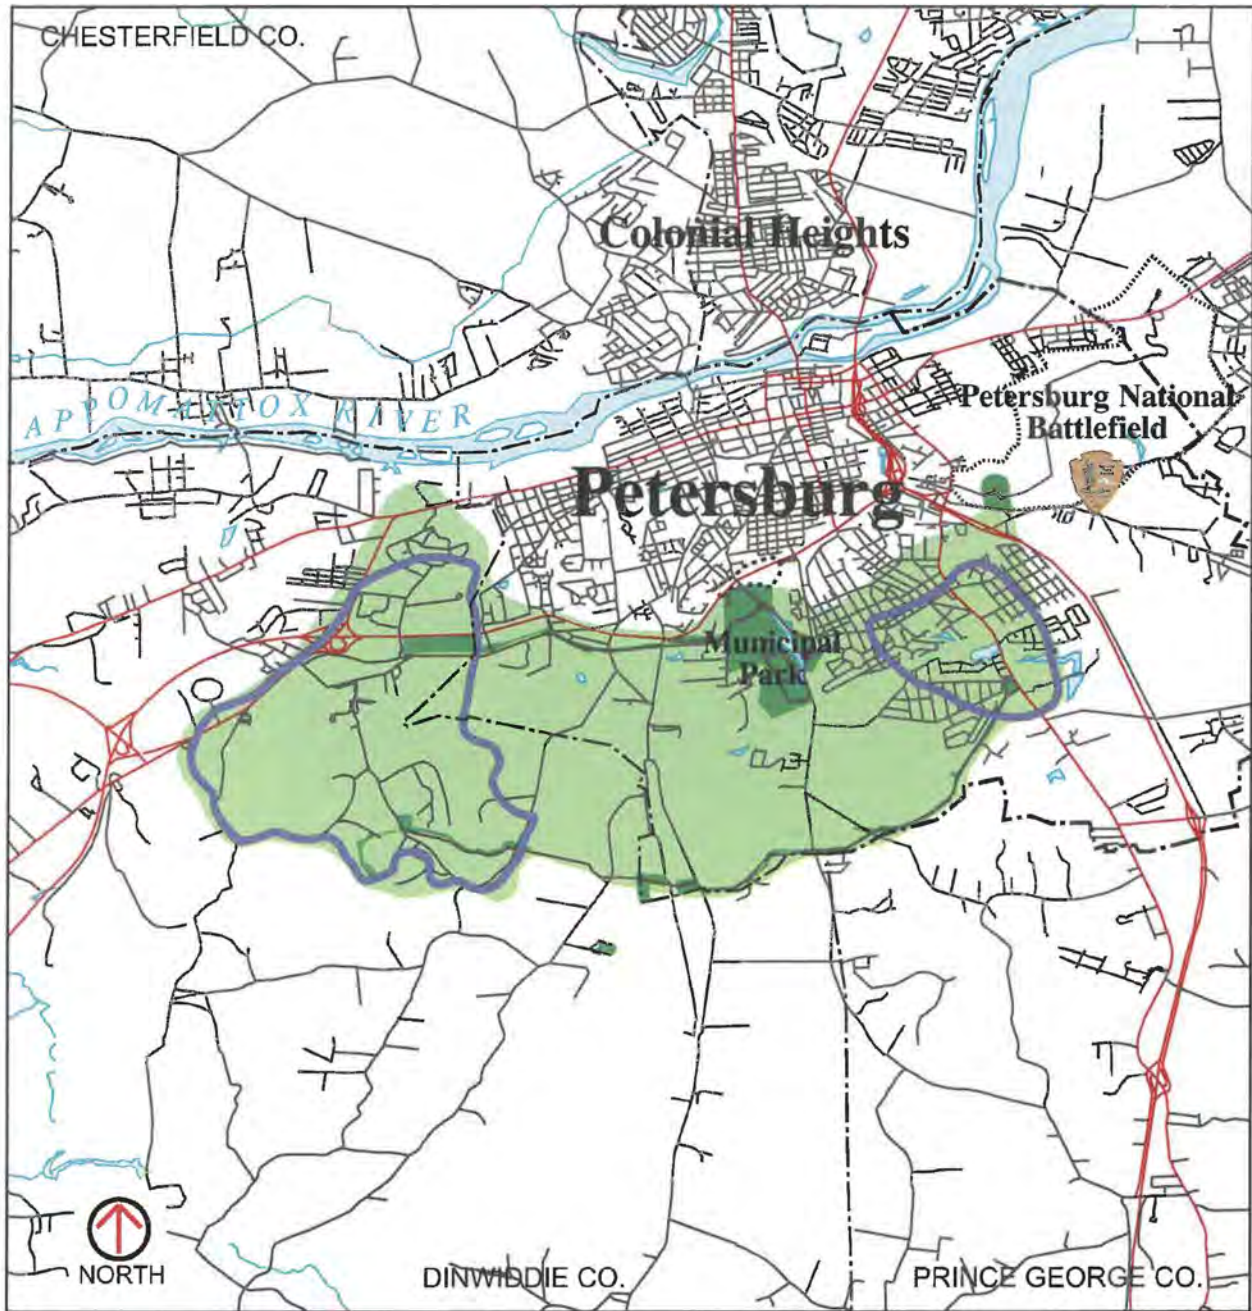 CHESTERFIELD CO.
Colonial Heights
APPOMATTOX RIVER
Petersburg National
Battlefield
Petersburg
Municipal
Park
NORTH
DINWIDDIE CO.
PRINCE GEORGE CO.